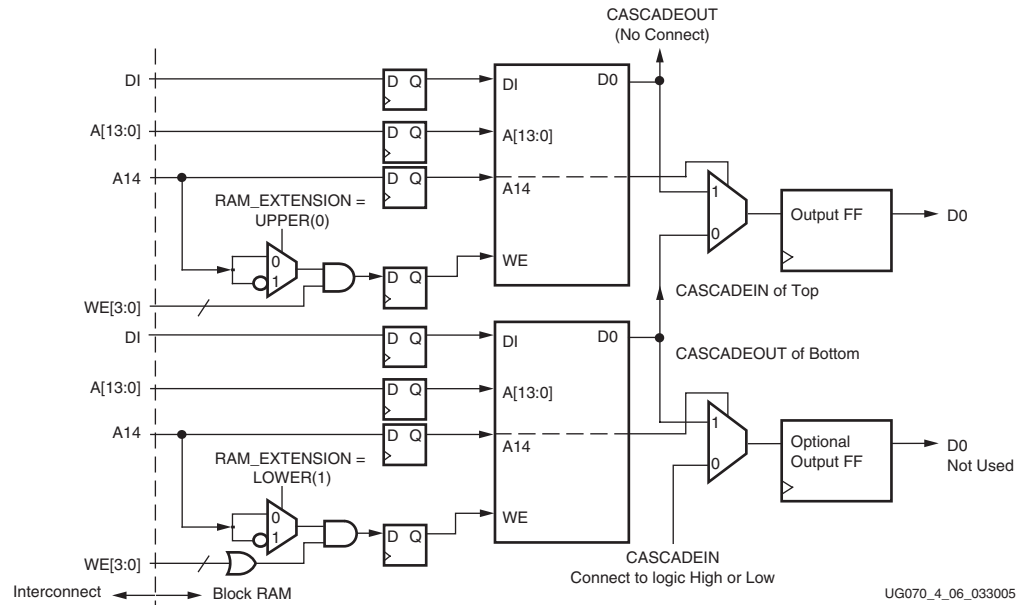 CASCADEOUT
(No Connect)
DI
D Q
DI
D0
A[13:0]
D Q
A[13:0]
A14
D Q
A14
1
RAM_EXTENSION =
UPPER(0)
Output FF
D0
0
0
1
WE
D Q
WE[3:0]
CASCADEIN of Top
DI
D Q
DI
D0
CASCADEOUT of Bottom
A[13:0]
D Q
A[13:0]
A14
D Q
A14
1
RAM_EXTENSION =
LOWER(1)
Optional
Output FF
D0
Not Used
0
0
1
WE
D Q
WE[3:0]
CASCADEIN
Connect to logic High or Low
Interconnect
Block RAM
UG070_4_06_033005